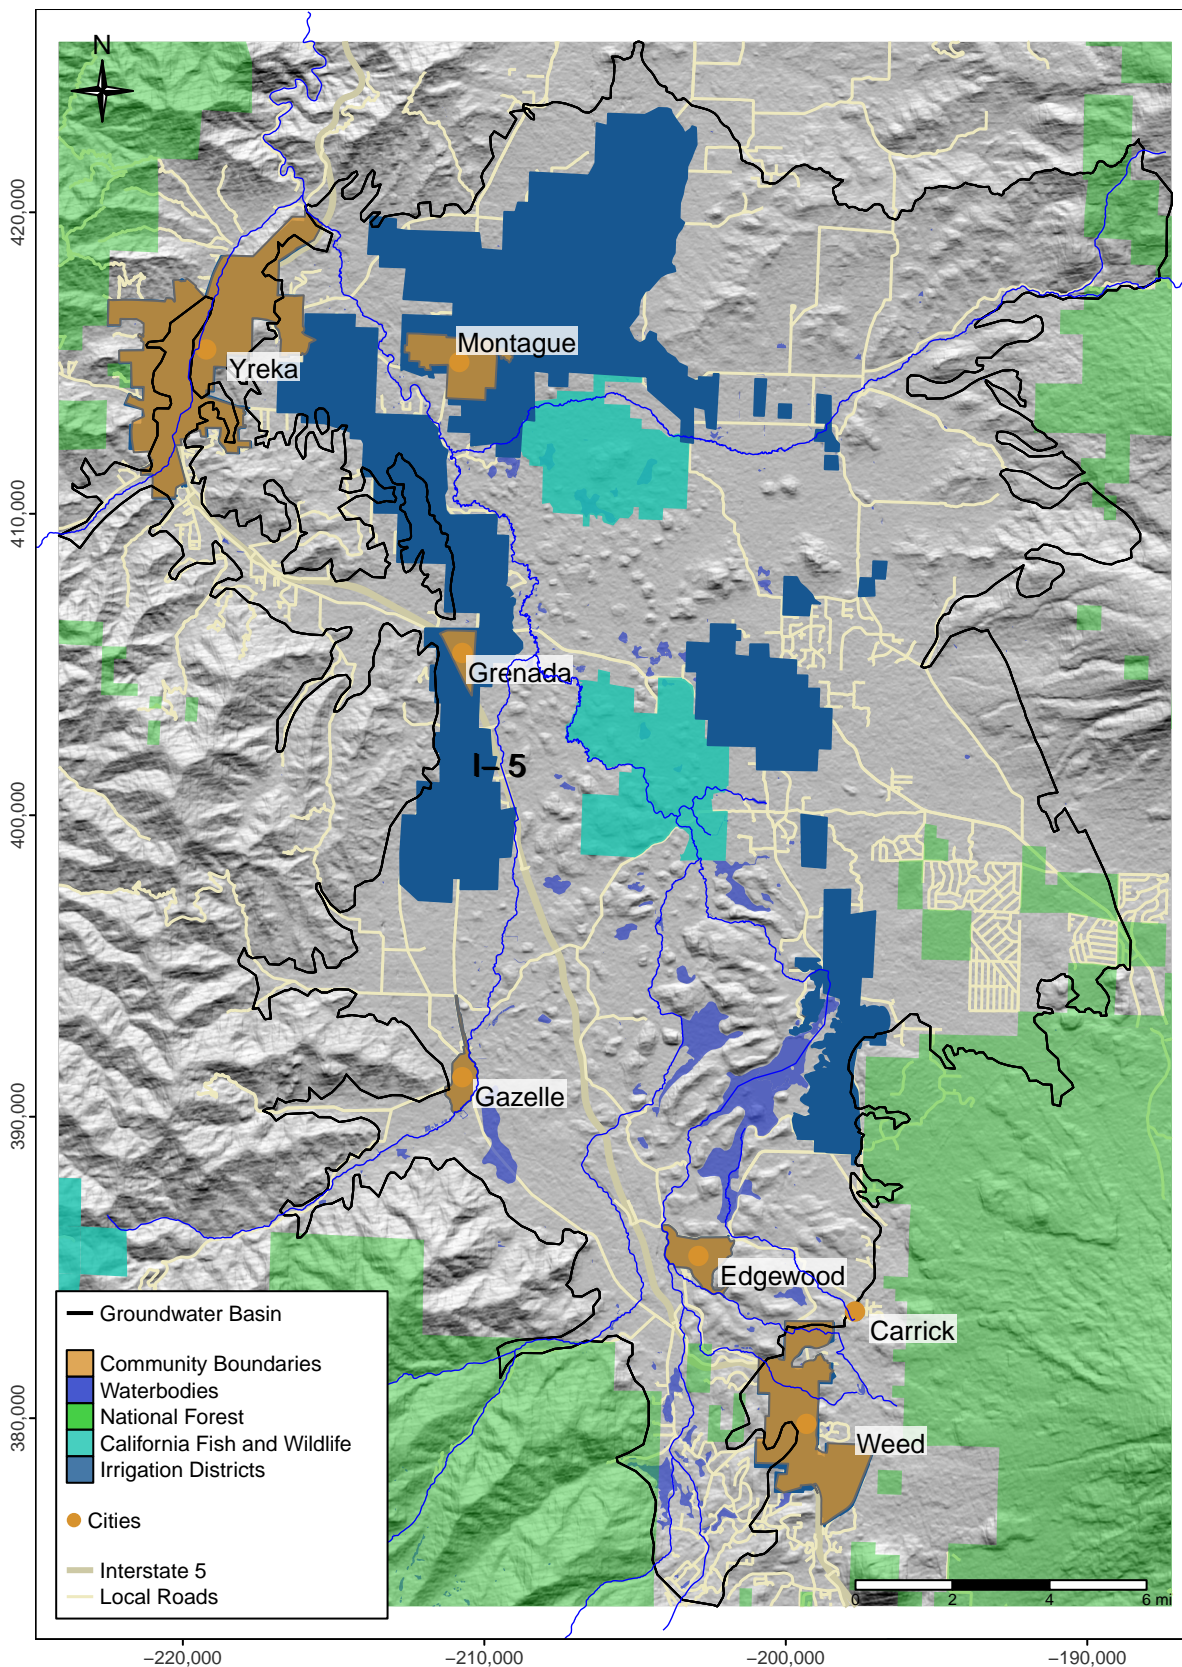 N
420,000
410,000
400,000
390,000
380,000
Yreka
Montague
Grenada
I–5
Gazelle
Edgewood
Carrick
Weed
Groundwater Basin
Community Boundaries
Waterbodies
National Forest
California Fish and Wildlife
Irrigation Districts
Cities
Interstate 5
Local Roads
0 2 4 6 mi
−220,000 −210,000 −200,000 −190,000